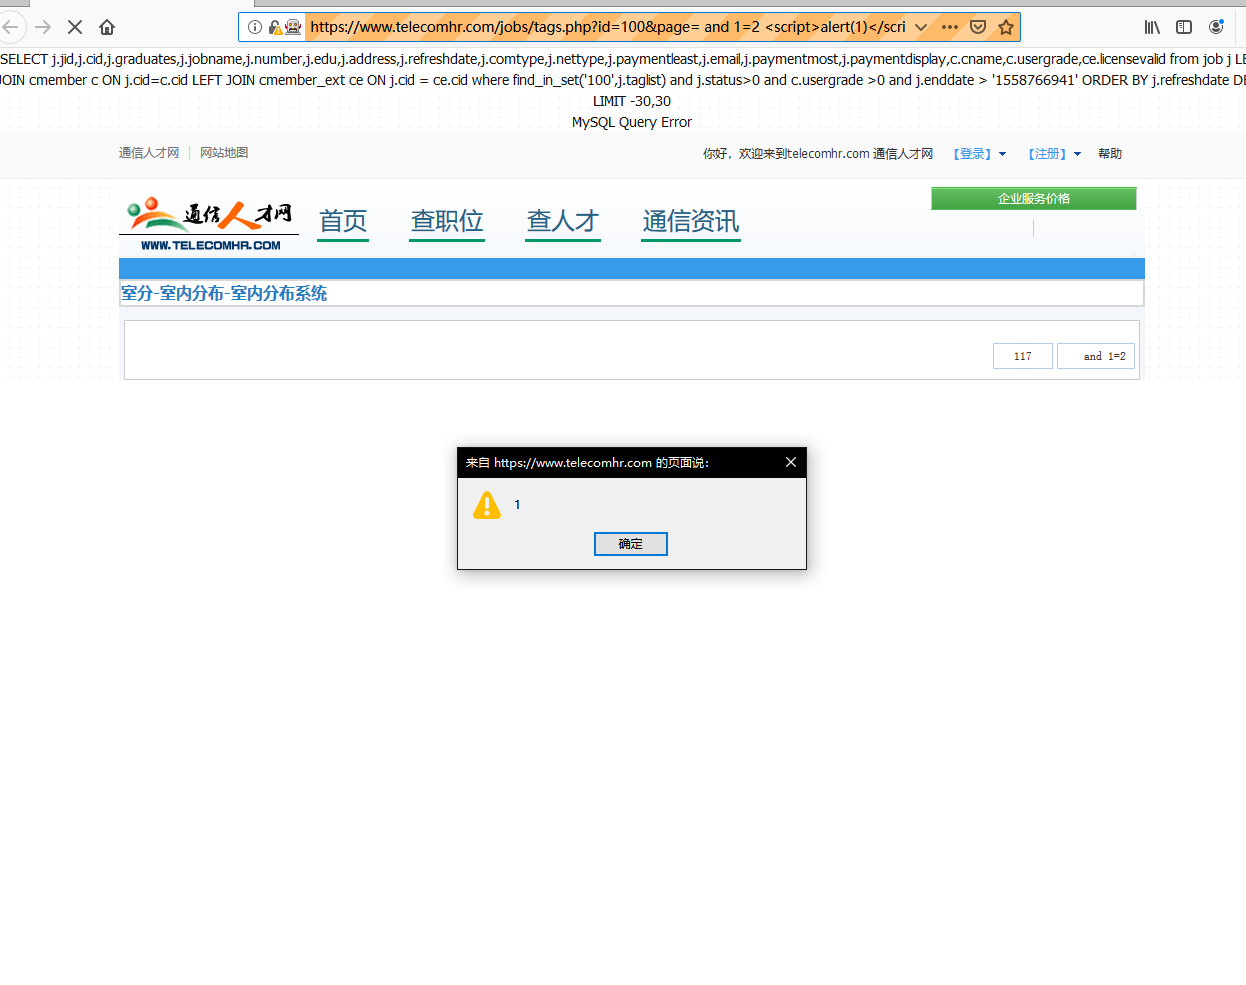 https://www.telecomhr.com/jobs/tags.php?id=100&page= and 1=2 <script>alert(1)</scri
SELECT j.jid,j.cid,j.graduates,j.jobname,j.number,j.edu,j.address,j.refreshdate,j.comtype,j.nettype,j.paymentleast,j.email,j.paymentmost,j.paymentdisplay,c.cname,c.usergrade,ce.licensevalid from job j LE
JOIN cmember c ON j.cid=c.cid LEFT JOIN cmember_ext ce ON j.cid = ce.cid where find_in_set('100',j.taglist) and j.status>0 and c.usergrade >0 and j.enddate > '1558766941' ORDER BY j.refreshdate DE
LIMIT -30,30
MySQL Query Error
通信人才网 | 网站地图
你好，欢迎来到telecomhr.com 通信人才网 【登录】 【注册】 帮助
企业服务价格
通信人才网
WWW.TELECOMHR.COM
首页 查职位 查人才 通信资讯
室分-室内分布-室内分布系统
117 and 1=2
来自 https://www.telecomhr.com 的页面说：
1
确定